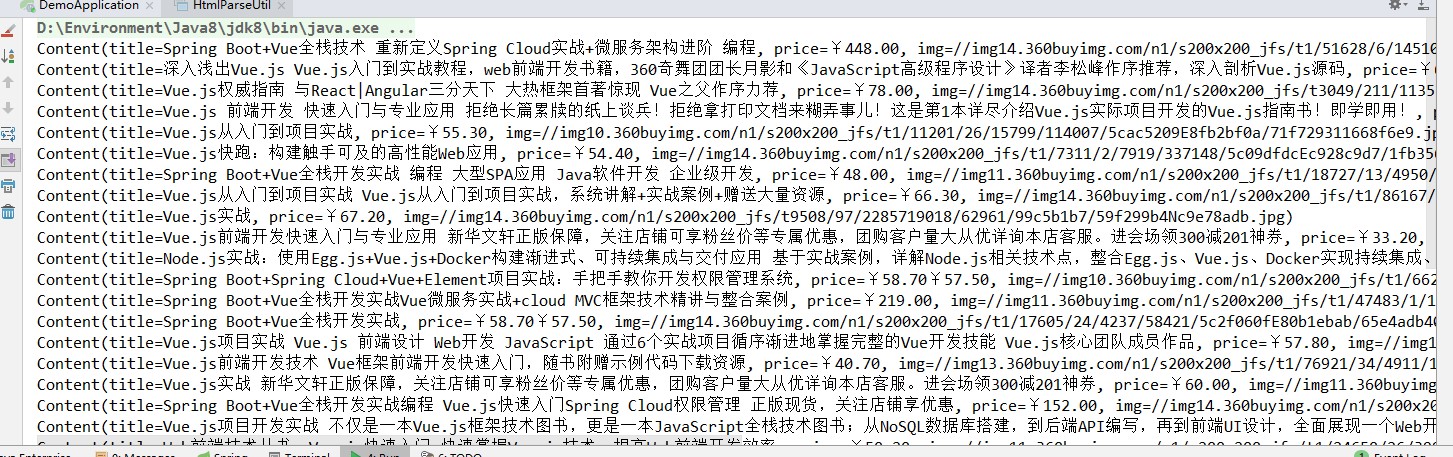 DemoApplication × HtmlParseUtil ×
D:\Environment\Java8\jdk8\bin\java.exe ...
Content(title=Spring Boot+Vue全栈技术 重新定义Spring Cloud实战+微服务架构进阶 编程, price=￥448.00, img=//img14.360buyimg.com/n1/s200x200_jfs/t1/51628/6/14510
Content(title=深入浅出Vue.js Vue.js入门到实战教程，web前端开发书籍，360奇舞团团长月影和《JavaScript高级程序设计》译者李松峰作序推荐，深入剖析Vue.js源码, price=￥
Content(title=Vue.js权威指南 与React|Angular三分天下 大热框架首著惊现 Vue之父作序力荐, price=￥78.00, img=//img14.360buyimg.com/n1/s200x200_jfs/t3049/211/1135
Content(title=Vue.js 前端开发 快速入门与专业应用 拒绝长篇累牍的纸上谈兵！拒绝拿打印文档来糊弄事儿！这是第1本详尽介绍Vue.js实际项目开发的Vue.js指南书！即学即用！, p
Content(title=Vue.js从入门到项目实战, price=￥55.30, img=//img10.360buyimg.com/n1/s200x200_jfs/t1/11201/26/15799/114007/5cac5209E8fb2bf0a/71f729311668f6e9.jp
Content(title=Vue.js快跑：构建触手可及的高性能Web应用, price=￥54.40, img=//img14.360buyimg.com/n1/s200x200_jfs/t1/7311/2/7919/337148/5c09dfdcEc928c9d7/1fb35
Content(title=Vue.js全栈开发实战 编程 大型SPA应用 Java软件开发 企业级开发, price=￥48.00, img=//img11.360buyimg.com/n1/s200x200_jfs/t1/18727/13/4950/
Content(title=Vue.js从入门到项目实战 Vue.js从入门到项目实战，系统讲解+实战案例+赠送大量资源, price=￥66.30, img=//img14.360buyimg.com/n1/s200x200_jfs/t1/86167/
Content(title=Vue.js实战, price=￥67.20, img=//img14.360buyimg.com/n1/s200x200_jfs/t9508/97/2285719018/62961/99c5b1b7/59f299b4Nc9e78adb.jpg)
Content(title=Vue.js前端开发快速入门与专业应用 新华文轩正版保障，关注店铺可享粉丝价等专属优惠，团购客户量大从优详询本店客服。进会场领300减201神券, price=￥33.20,
Content(title=Node.js实战：使用Egg.js+Vue.js+Docker构建渐进式、可持续集成与交付应用 基于实战案例，详解Node.js相关技术点，整合Egg.js、Vue.js、Docker实现持续集成、
Content(title=Spring Boot+Spring Cloud+Vue+Element项目实战：手把手教你开发权限管理系统, price=￥58.70￥57.50, img=//img10.360buyimg.com/n1/s200x200_jfs/t1/662
Content(title=Spring Boot+Vue全栈开发实战Vue微服务实战+cloud MVC框架技术精讲与整合案例, price=￥219.00, img=//img11.360buyimg.com/n1/s200x200_jfs/t1/47483/1/1
Content(title=Spring Boot+Vue全栈开发实战, price=￥58.70￥57.50, img=//img14.360buyimg.com/n1/s200x200_jfs/t1/17605/24/4237/58421/5c2f060fE80b1ebab/65e4adb40
Content(title=Vue.js项目实战 Vue.js 前端设计 Web开发 JavaScript 通过6个实战项目循序渐进地掌握完整的Vue开发技能 Vue.js核心团队成员作品, price=￥57.80, img=//img
Content(title=Vue.js前端开发技术 Vue框架前端开发快速入门，随书附赠示例代码下载资源, price=￥40.70, img=//img13.360buyimg.com/n1/s200x200_jfs/t1/76921/34/4911/1
Content(title=Vue.js实战 新华文轩正版保障，关注店铺可享粉丝价等专属优惠，团购客户量大从优详询本店客服。进会场领300减201神券, price=￥60.00, img=//img11.360buyimg
Content(title=Spring Boot+Vue全栈开发实战编程 Vue.js快速入门Spring Cloud权限管理 正版现货，关注店铺享优惠, price=￥152.00, img=//img14.360buyimg.com/n1/s200x20
Content(title=Vue.js项目开发实战 不仅是一本Vue.js框架技术图书，更是一本JavaScript全栈技术图书；从NoSQL数据库搭建，到后端API编写，再到前端UI设计，全面展现一个Web开